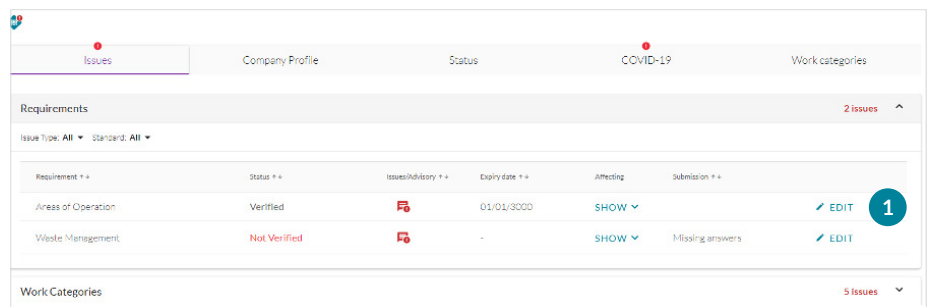 Issues Company Profile Status COVID-19 Work categories
Requirements 2 issues
Issue Type: All Standard: All
Requirement Status Issues/Advisory Expiry date Affecting Submission
Areas of Operation Verified 01/01/3000 SHOW EDIT 1
Waste Management Not Verified - SHOW Missing answers EDIT
Work Categories 5 issues